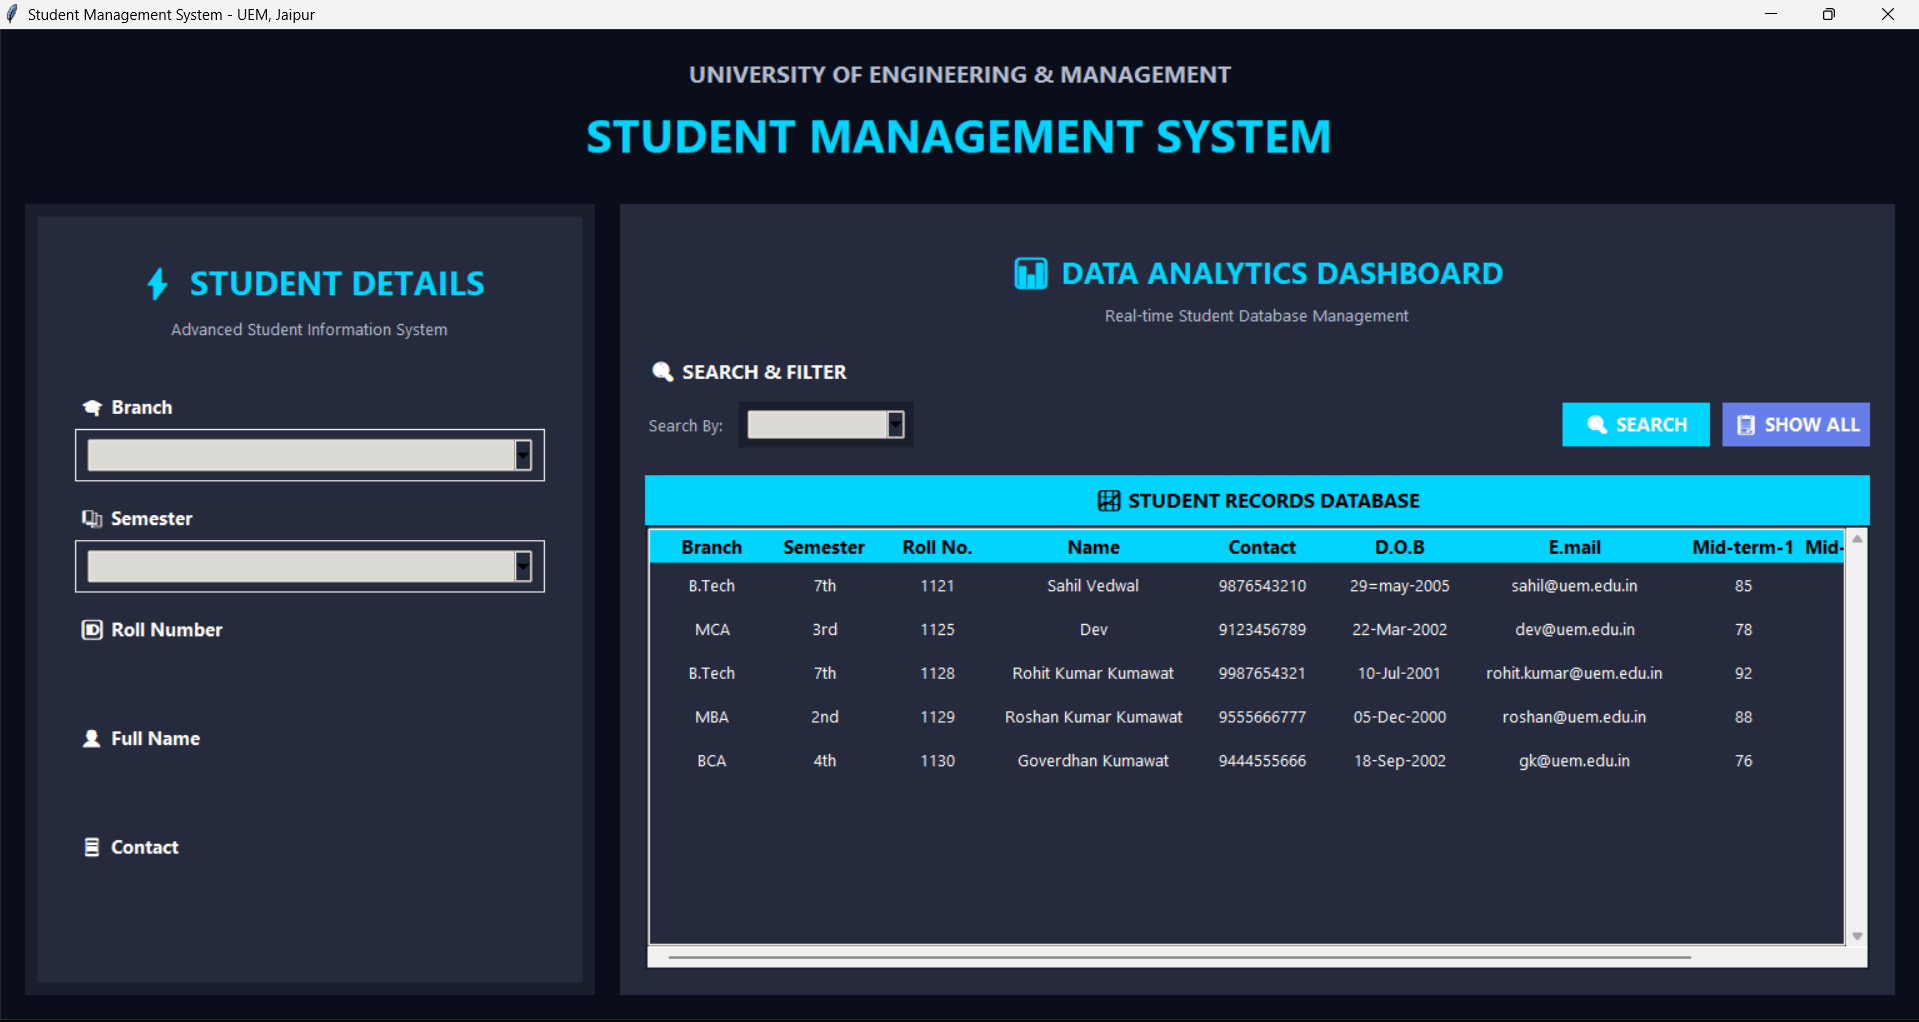 Student Management System - UEM, Jaipur
UNIVERSITY OF ENGINEERING & MANAGEMENT
STUDENT MANAGEMENT SYSTEM
STUDENT DETAILS
Advanced Student Information System
Branch
Semester
Roll Number
Full Name
Contact
DATA ANALYTICS DASHBOARD
Real-time Student Database Management
SEARCH & FILTER
Search By:
SEARCH
SHOW ALL
STUDENT RECORDS DATABASE
Branch Semester Roll No. Name Contact D.O.B E.mail Mid-term-1 Mid-
B.Tech 7th 1121 Sahil Vedwal 9876543210 29=may-2005 sahil@uem.edu.in 85
MCA 3rd 1125 Dev 9123456789 22-Mar-2002 dev@uem.edu.in 78
B.Tech 7th 1128 Rohit Kumar Kumawat 9987654321 10-Jul-2001 rohit.kumar@uem.edu.in 92
MBA 2nd 1129 Roshan Kumar Kumawat 9555666777 05-Dec-2000 roshan@uem.edu.in 88
BCA 4th 1130 Goverdhan Kumawat 9444555666 18-Sep-2002 gk@uem.edu.in 76